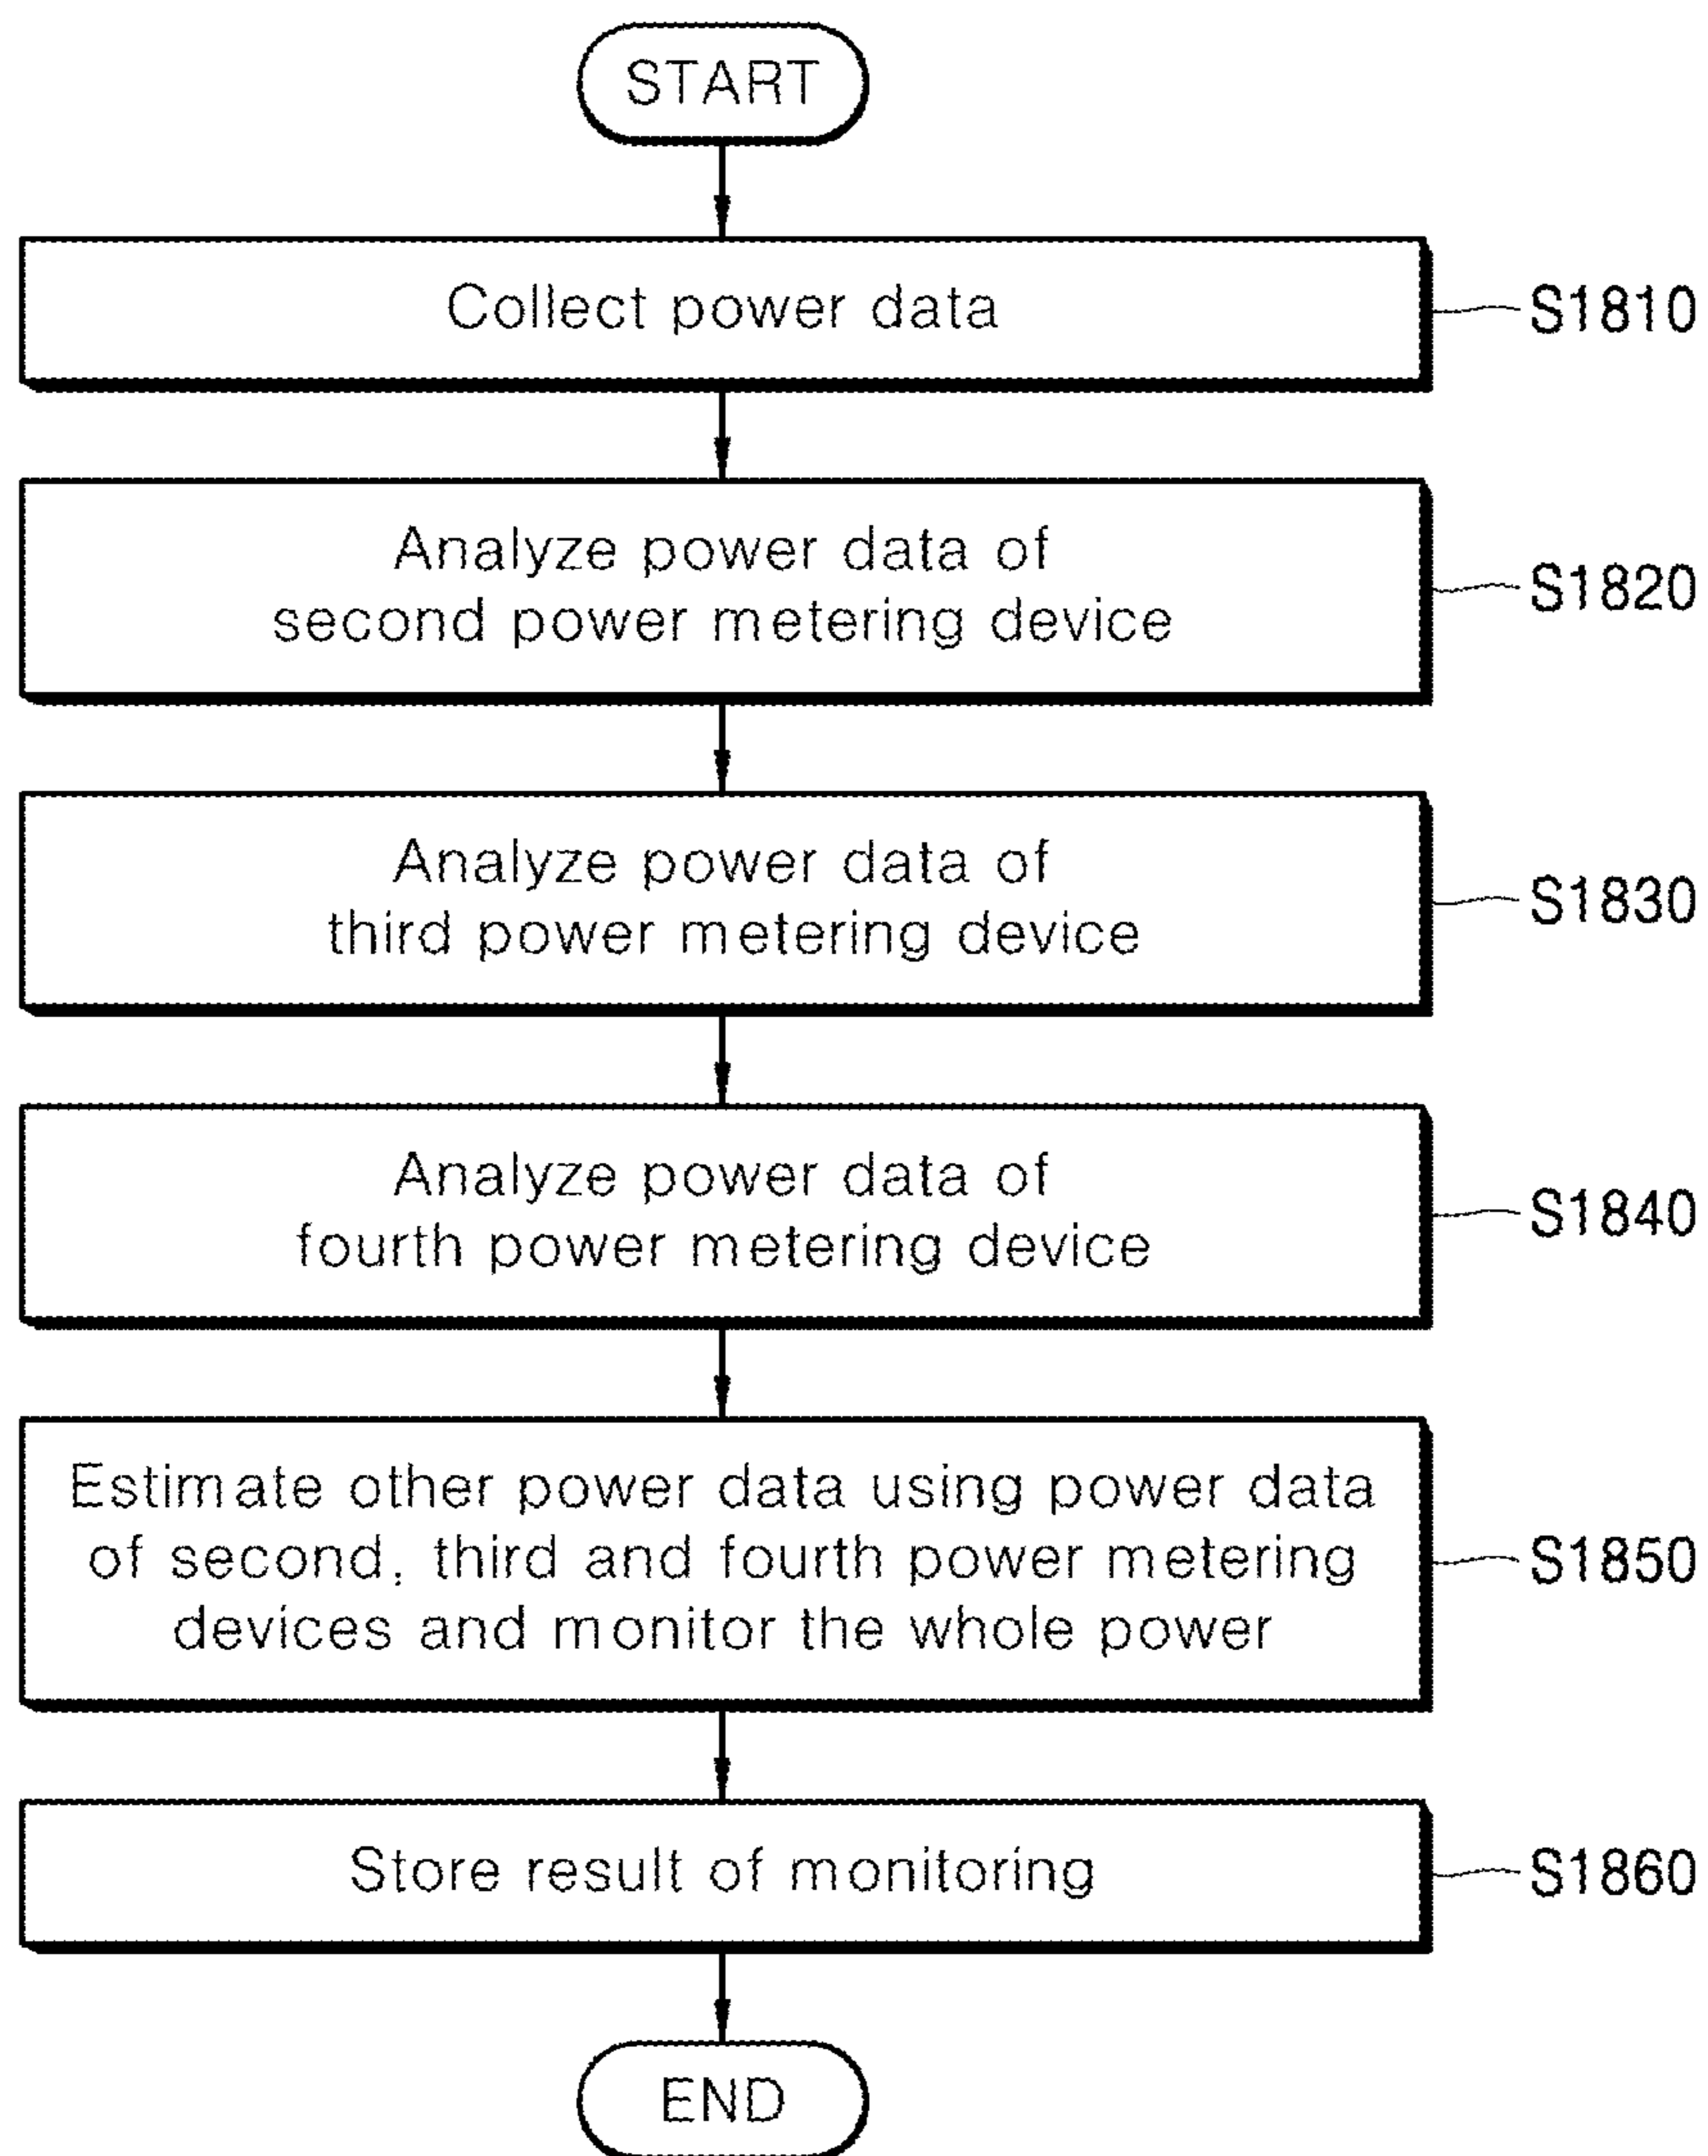 START
Collect power data
S1810
Analyze power data of
second power metering device
S1820
Analyze power data of
third power metering device
S1830
Analyze power data of
fourth power metering device
S1840
Estimate other power data using power data
of second, third and fourth power metering
devices and monitor the whole power
S1850
Store result of monitoring
S1860
END